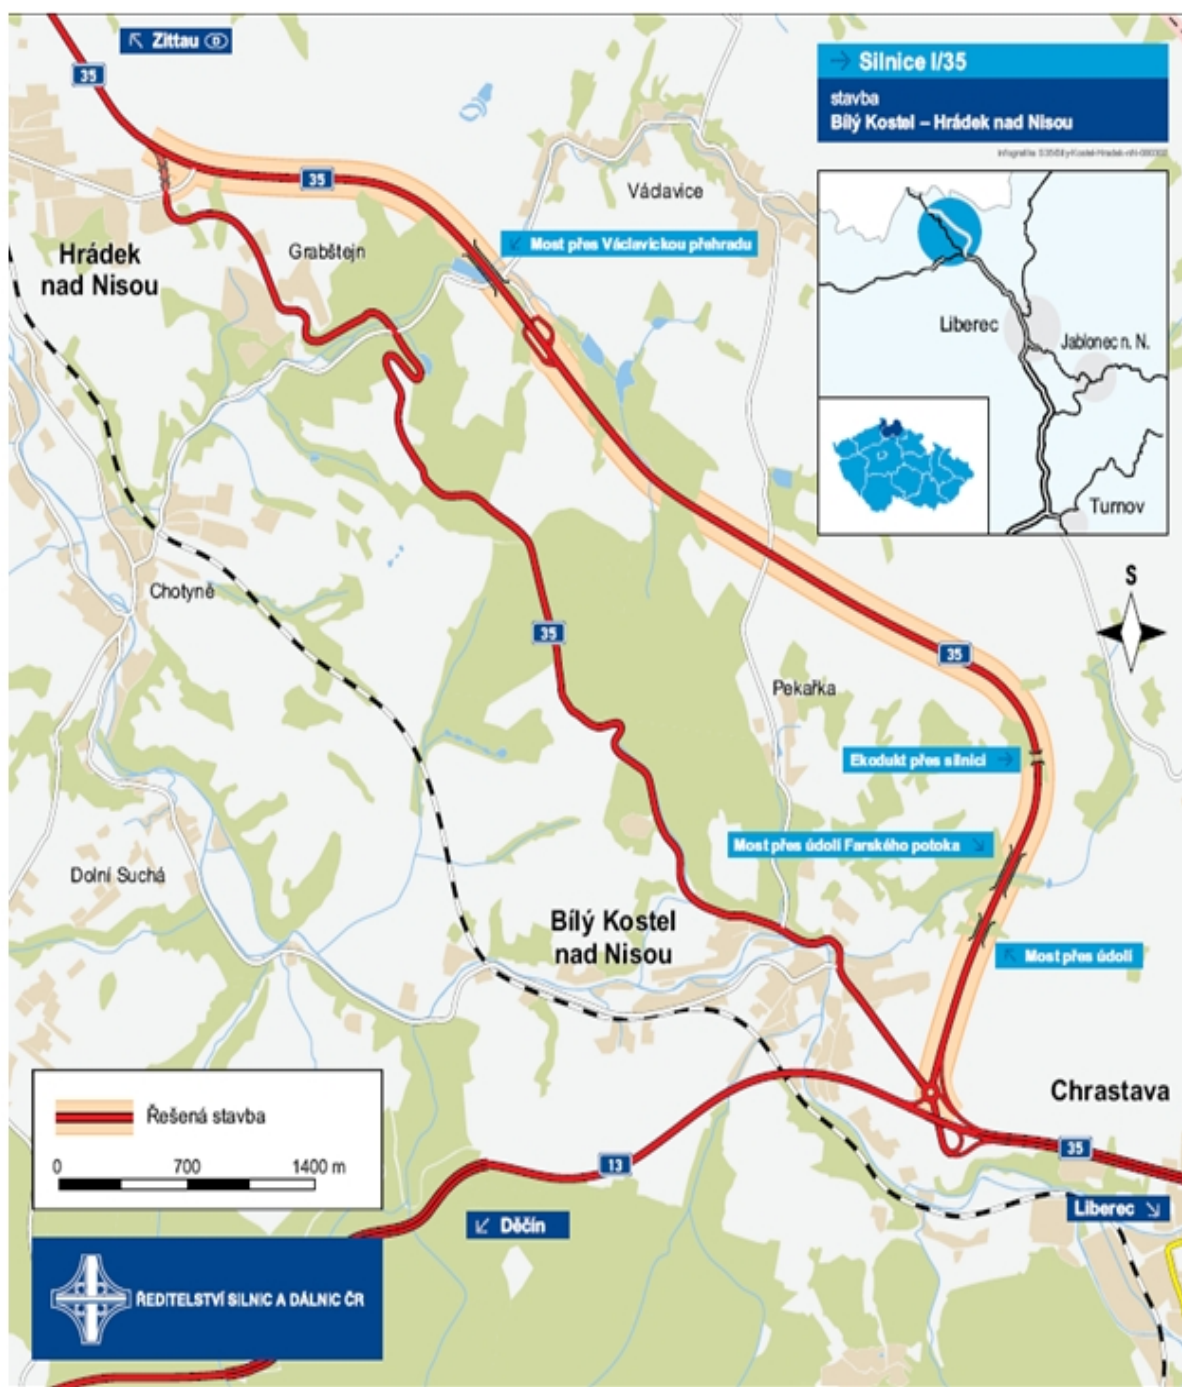 Zittau D
35
Silnice I/35
stavba
Bílý Kostel – Hrádek nad Nisou
35
Václavice
Most přes Václavickou přehradu
Hrádek
nad Nisou
Grabštejn
Liberec
Jablonec n. N.
Turnov
S
Chotyně
35
35
Pekařka
Ekodukt přes silnici
Most přes údolí Farského potoka
Dolní Suchá
Bílý Kostel
nad Nisou
Most přes údolí
Chrastava
Řešená stavba
0 700 1400 m
13
35
Děčín
Liberec
ŘEDITELSTVÍ SILNIC A DÁLNIC ČR